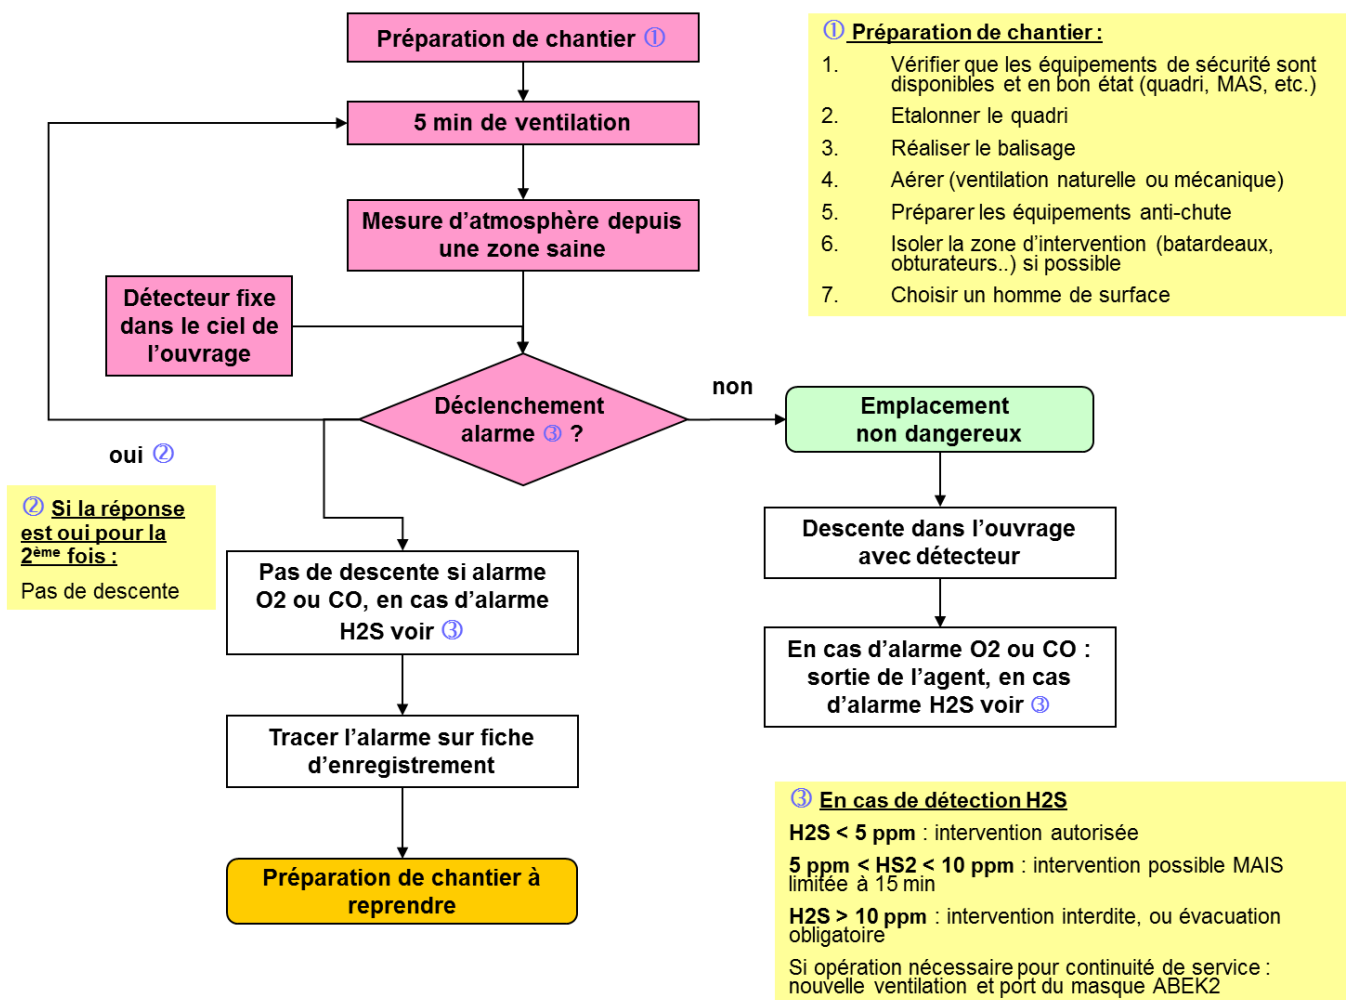 Préparation de chantier ①
5 min de ventilation
Mesure d’atmosphère depuis
une zone saine
Détecteur fixe
dans le ciel de
l’ouvrage
Déclenchement
alarme ③ ?
non
oui ②
Emplacement
non dangereux
Descente dans l’ouvrage
avec détecteur
En cas d’alarme O2 ou CO :
sortie de l’agent, en cas
d’alarme H2S voir ③
Pas de descente si alarme
O2 ou CO, en cas d’alarme
H2S voir ③
Tracer l’alarme sur fiche
d’enregistrement
Préparation de chantier à
reprendre
① Préparation de chantier :
1. Vérifier que les équipements de sécurité sont
disponibles et en bon état (quadri, MAS, etc.)
2. Etalonner le quadri
3. Réaliser le balisage
4. Aérer (ventilation naturelle ou mécanique)
5. Préparer les équipements anti-chute
6. Isoler la zone d’intervention (batardeaux,
obturateurs..) si possible
7. Choisir un homme de surface
② Si la réponse
est oui pour la
2ème fois :
Pas de descente
③ En cas de détection H2S
H2S < 5 ppm : intervention autorisée
5 ppm < HS2 < 10 ppm : intervention possible MAIS
limitée à 15 min
H2S > 10 ppm : intervention interdite, ou évacuation
obligatoire
Si opération nécessaire pour continuité de service :
nouvelle ventilation et port du masque ABEK2